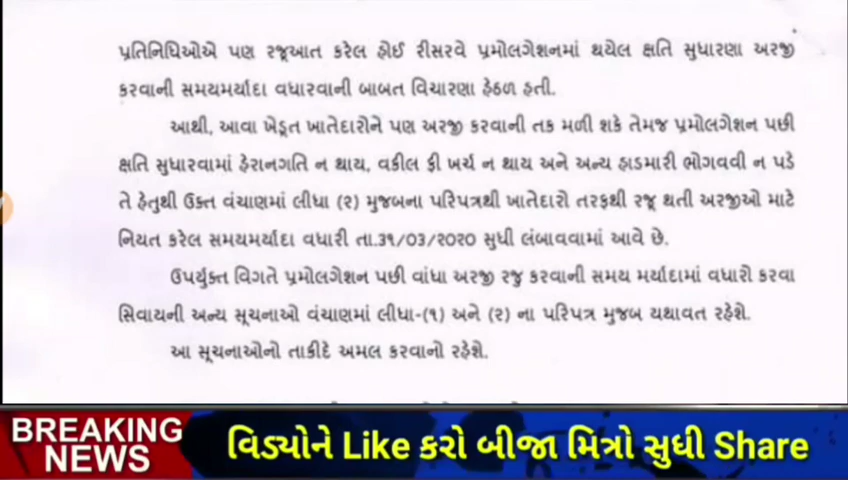 પ્રતિનિધિઓએ પણ રજૂઆત કરેલ હોઈ રીસરવે પ્રમોલગેશનમાં થયેલ ક્ષતિ સુધારણા અરજી
કરવાની સમયમર્યાદા વધારવાની બાબત વિચારણા હેઠળ હતી.
આથી, આવા ખેડૂત ખાતેદારોને પણ અરજી કરવાની તક મળી શકે તેમજ પ્રમોલગેશન પછી
ક્ષતિ સુધારવામાં હેરાનગતિ ન થાય, વકીલ ફી ખર્ચ ન થાય અને અન્ય હાડમારી ભોગવવી ન પડે
તે હેતુથી ઉક્ત વંચાણમાં લીધા (૨) મુજબના પરિપત્રથી ખાતેદારો તરફથી રજૂ થતી અરજીઓ માટે
નિયત કરેલ સમયમર્યાદા વધારી તા.૩૧/૦૩/૨૦૨૦ સુધી લંબાવવામાં આવે છે.
ઉપર્યુક્ત વિગતે પ્રમોલગેશન પછી વાંધા અરજી રજુ કરવાની સમય મર્યાદામાં વધારો કરવા
સિવાયની અન્ય સૂચનાઓ વંચાણમાં લીધા-(૧) અને (૨) ના પરિપત્ર મુજબ યથાવત રહેશે.
આ સૂચનાઓનો તાકીદે અમલ કરવાનો રહેશે.
BREAKING NEWS
વિડ્યોને Like કરો બીજા મિત્રો સુધી Share